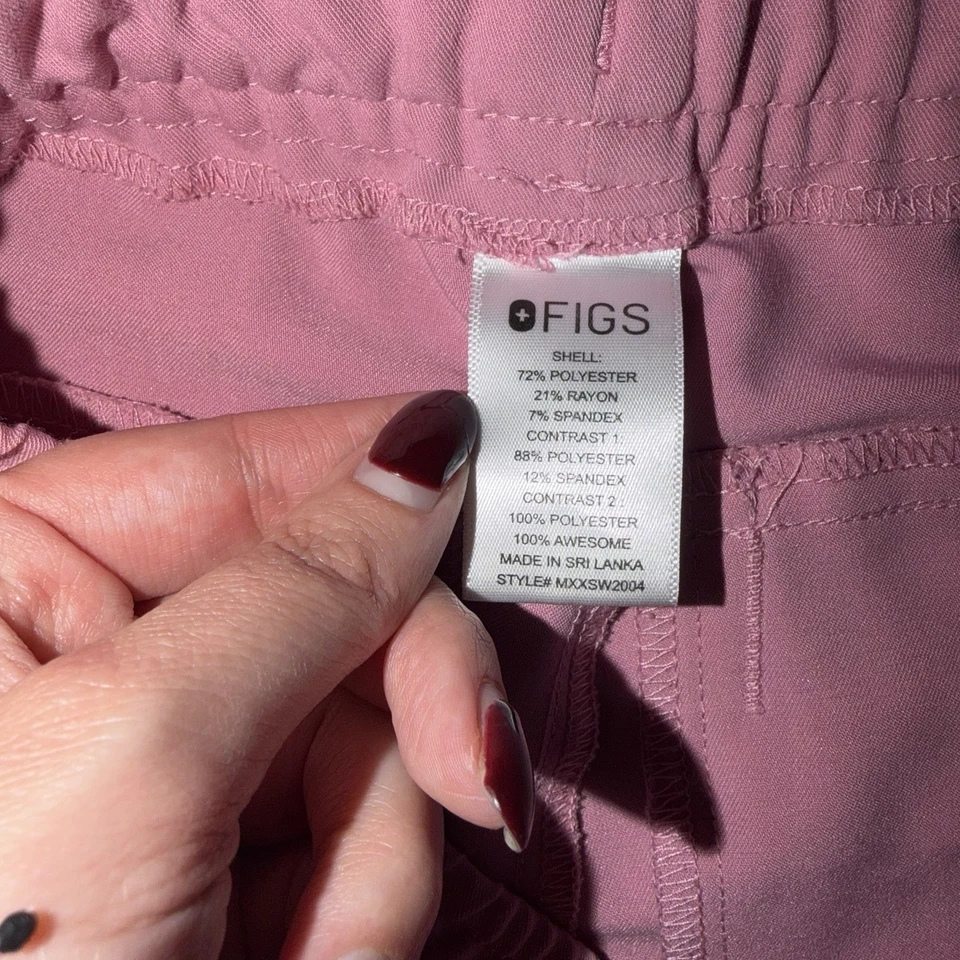 FIGS
SHELL:
72% POLYESTER
21% RAYON
7% SPANDEX
CONTRAST 1:
88% POLYESTER
12% SPANDEX
CONTRAST 2 :
100% POLYESTER
100% AWESOME
MADE IN SRI LANKA
STYLE# MXXSW2004